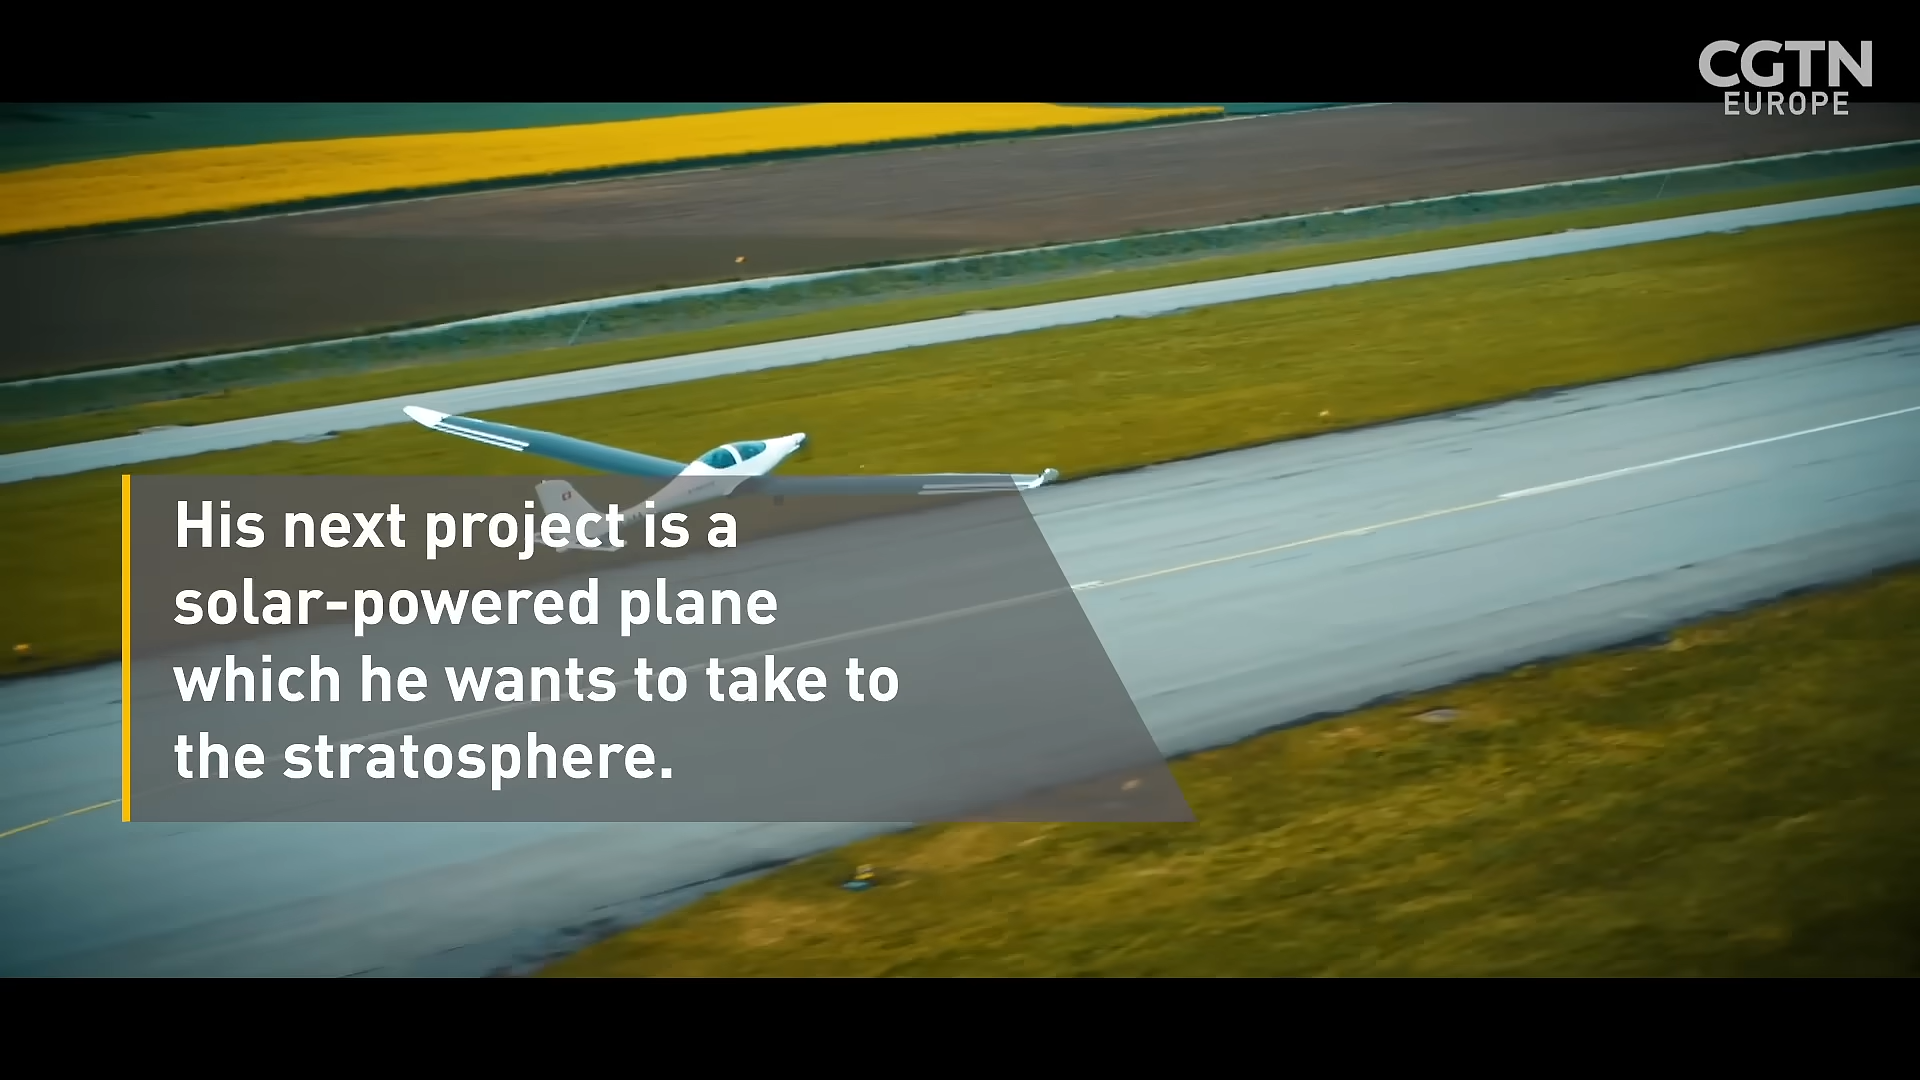 CGTN
EUROPE
His next project is a
solar-powered plane
which he wants to take to
the stratosphere.